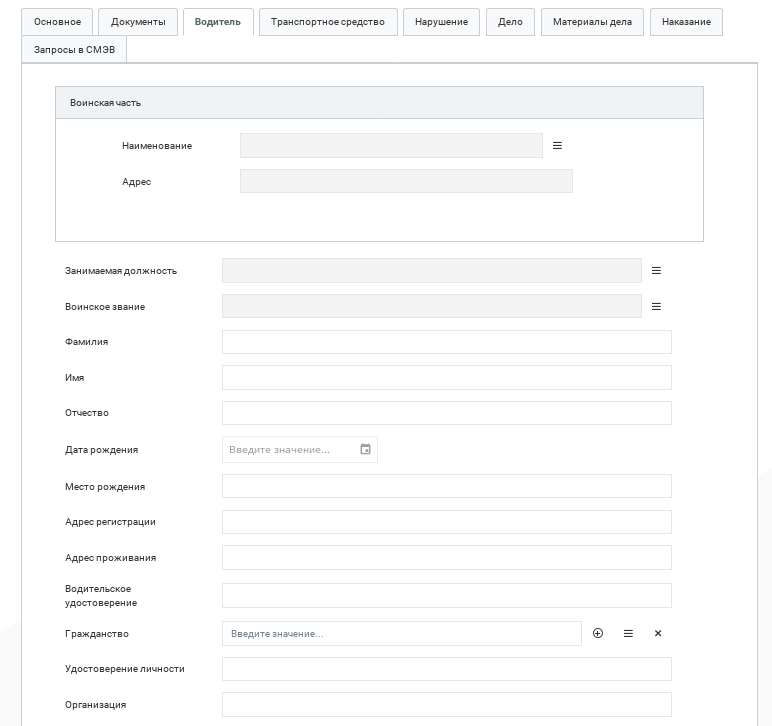 Основное Документы Водитель Транспортное средство Нарушение Дело Материалы дела Наказание
Запросы в СМЭВ
Воинская часть
Наименование
Адрес
Занимаемая должность
Воинское звание
Фамилия
Имя
Отчество
Дата рождения Введите значение...
Место рождения
Адрес регистрации
Адрес проживания
Водительское
удостоверение
Гражданство Введите значение...
Удостоверение личности
Организация